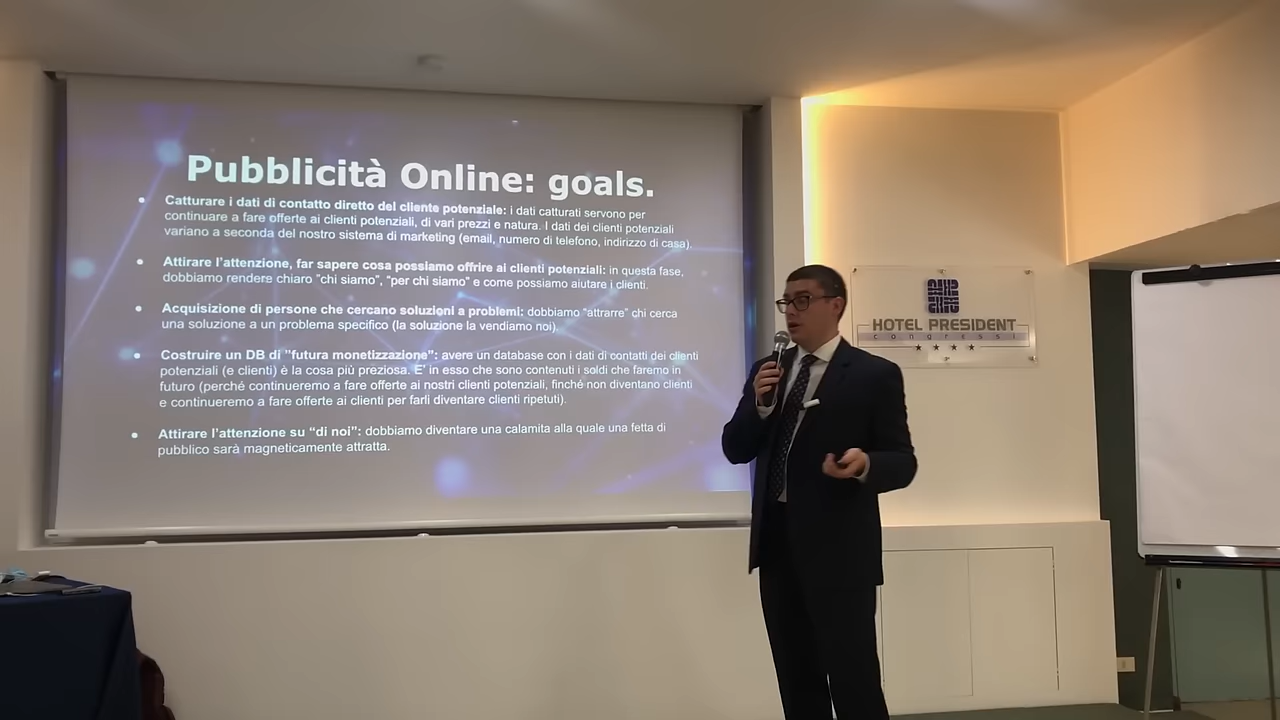 Pubblicità Online: goals.
• Catturare i dati di contatto diretto del cliente potenziale: i dati catturati servono per
continuare a fare offerte ai clienti potenziali, di vari prezzi e natura. I dati dei clienti potenziali
variano a seconda del nostro sistema di marketing (email, numero di telefono, indirizzo di casa).
• Attirare l'attenzione, far sapere cosa possiamo offrire ai clienti potenziali: in questa fase,
dobbiamo rendere chiaro "chi siamo", "per chi siamo" e come possiamo aiutare i clienti.
• Acquisizione di persone che cercano soluzioni a problemi: dobbiamo "attrarre" chi cerca
una soluzione a un problema specifico (la soluzione la vendiamo noi).
• Costruire un DB di "futura monetizzazione": avere un database con i dati di contatti dei clienti
potenziali (e clienti) è la cosa più preziosa. E' in esso che sono contenuti i soldi che faremo in
futuro (perché continueremo a fare offerte ai nostri clienti potenziali, finché non diventano clienti
e continueremo a fare offerte ai clienti per farli diventare clienti ripetuti).
• Attirare l'attenzione su "di noi": dobbiamo diventare una calamita alla quale una fetta di
pubblico sarà magneticamente attratta.
HOTEL PRESIDENT
congressi
★ ★ ★ ★